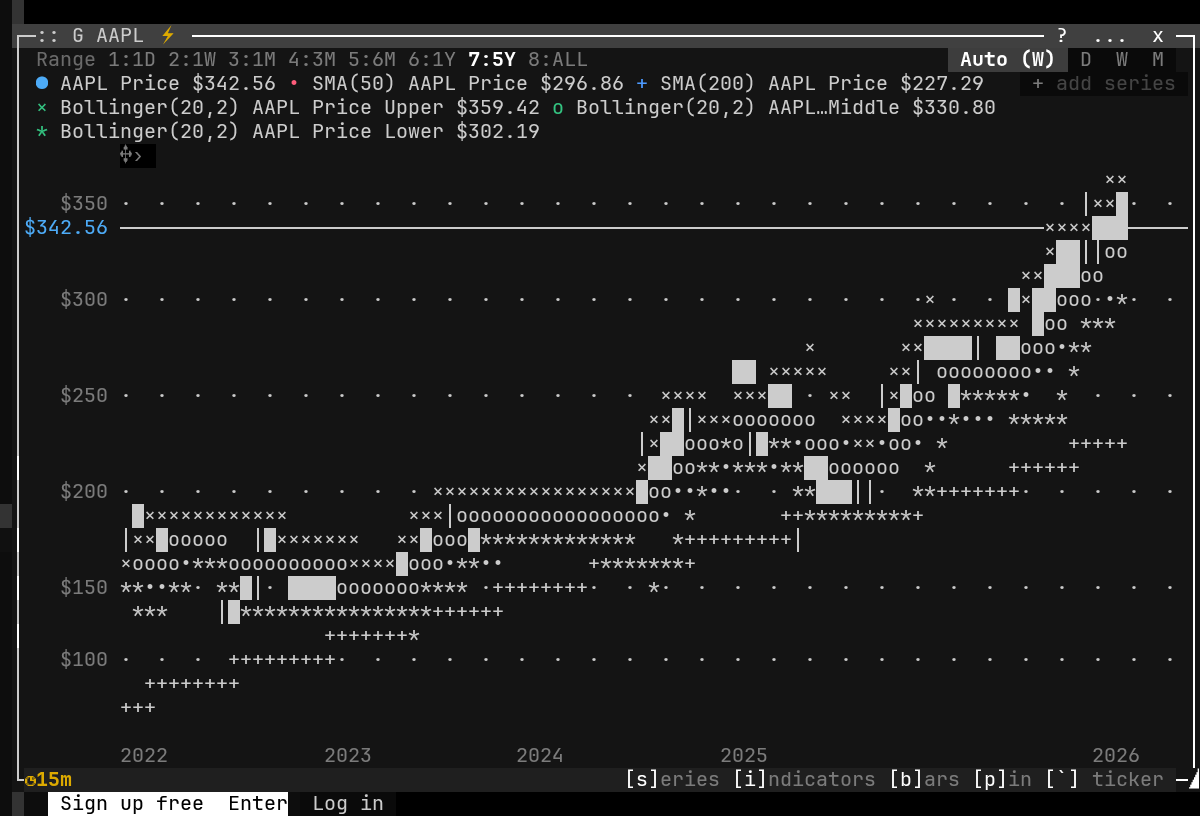 :: G AAPL ⚡ ? ... x
Range 1:1D 2:1W 3:1M 4:3M 5:6M 6:1Y 7:5Y 8:ALL Auto (W) D W M
● AAPL Price $342.56 • SMA(50) AAPL Price $296.86 + SMA(200) AAPL Price $227.29 + add series
× Bollinger(20,2) AAPL Price Upper $359.42 o Bollinger(20,2) AAPL…Middle $330.80
* Bollinger(20,2) AAPL Price Lower $302.19
$350
$342.56
$300
$250
$200
$150
$100
2022 2023 2024 2025 2026
15m [s]eries [i]ndicators [b]ars [p]in [`] ticker
Sign up free Enter Log in